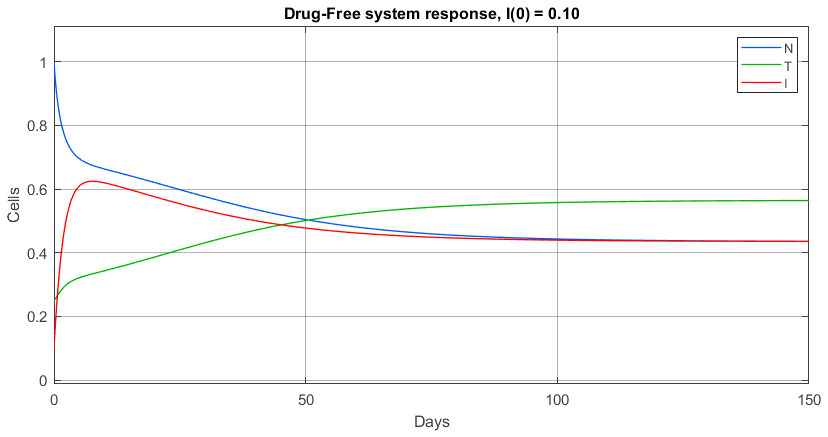 Drug-Free system response, I(0) = 0.10
N
T
I
1
0.8
0.6
0.4
0.2
0
Cells
0 50 100 150
Days